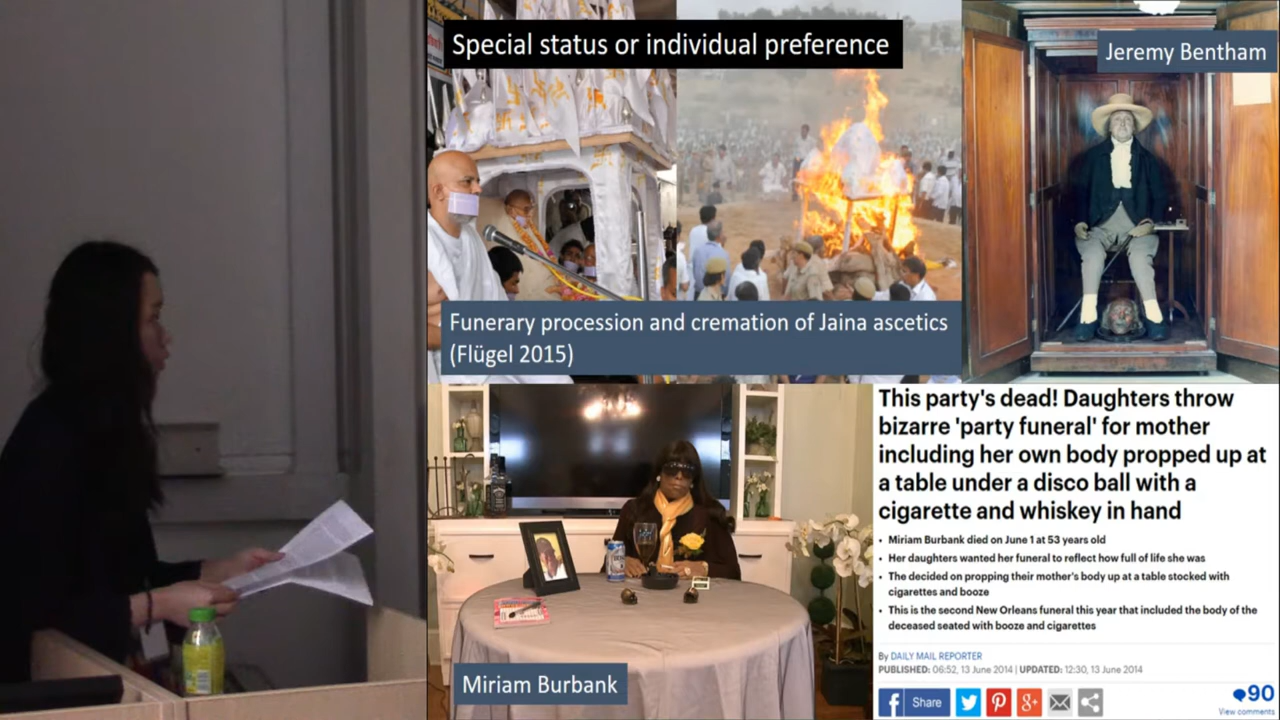 Special status or individual preference
Jeremy Bentham
Funerary procession and cremation of Jaina ascetics
(Flügel 2015)
This party's dead! Daughters throw
bizarre 'party funeral' for mother
including her own body propped up at
a table under a disco ball with a
cigarette and whiskey in hand
• Miriam Burbank died on June 1 at 53 years old
• Her daughters wanted her funeral to reflect how full of life she was
• The decided on propping their mother's body up at a table stocked with
cigarettes and booze
• This is the second New Orleans funeral this year that included the body of the
deceased seated with booze and cigarettes
By DAILY MAIL REPORTER
PUBLISHED: 06:52, 13 June 2014 | UPDATED: 12:30, 13 June 2014
Share
90
View comments
Miriam Burbank